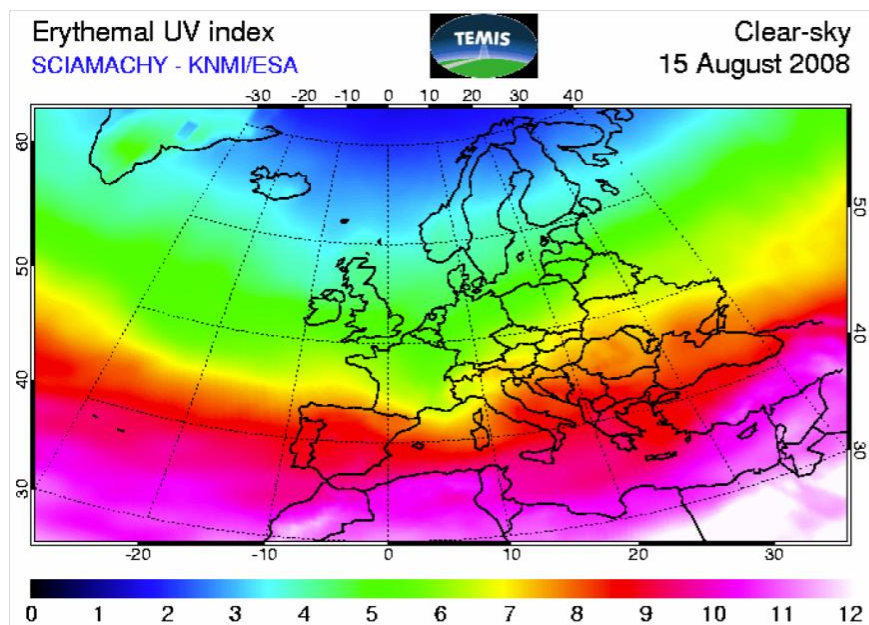 Erythemal UV index
SCIAMACHY - KNMI/ESA
TEMIS
Clear-sky
15 August 2008
-30 -20 -10 0 10 20 30 40
60
50
40
30
50
40
30
-20 -10 0 10 20 30
0 1 2 3 4 5 6 7 8 9 10 11 12